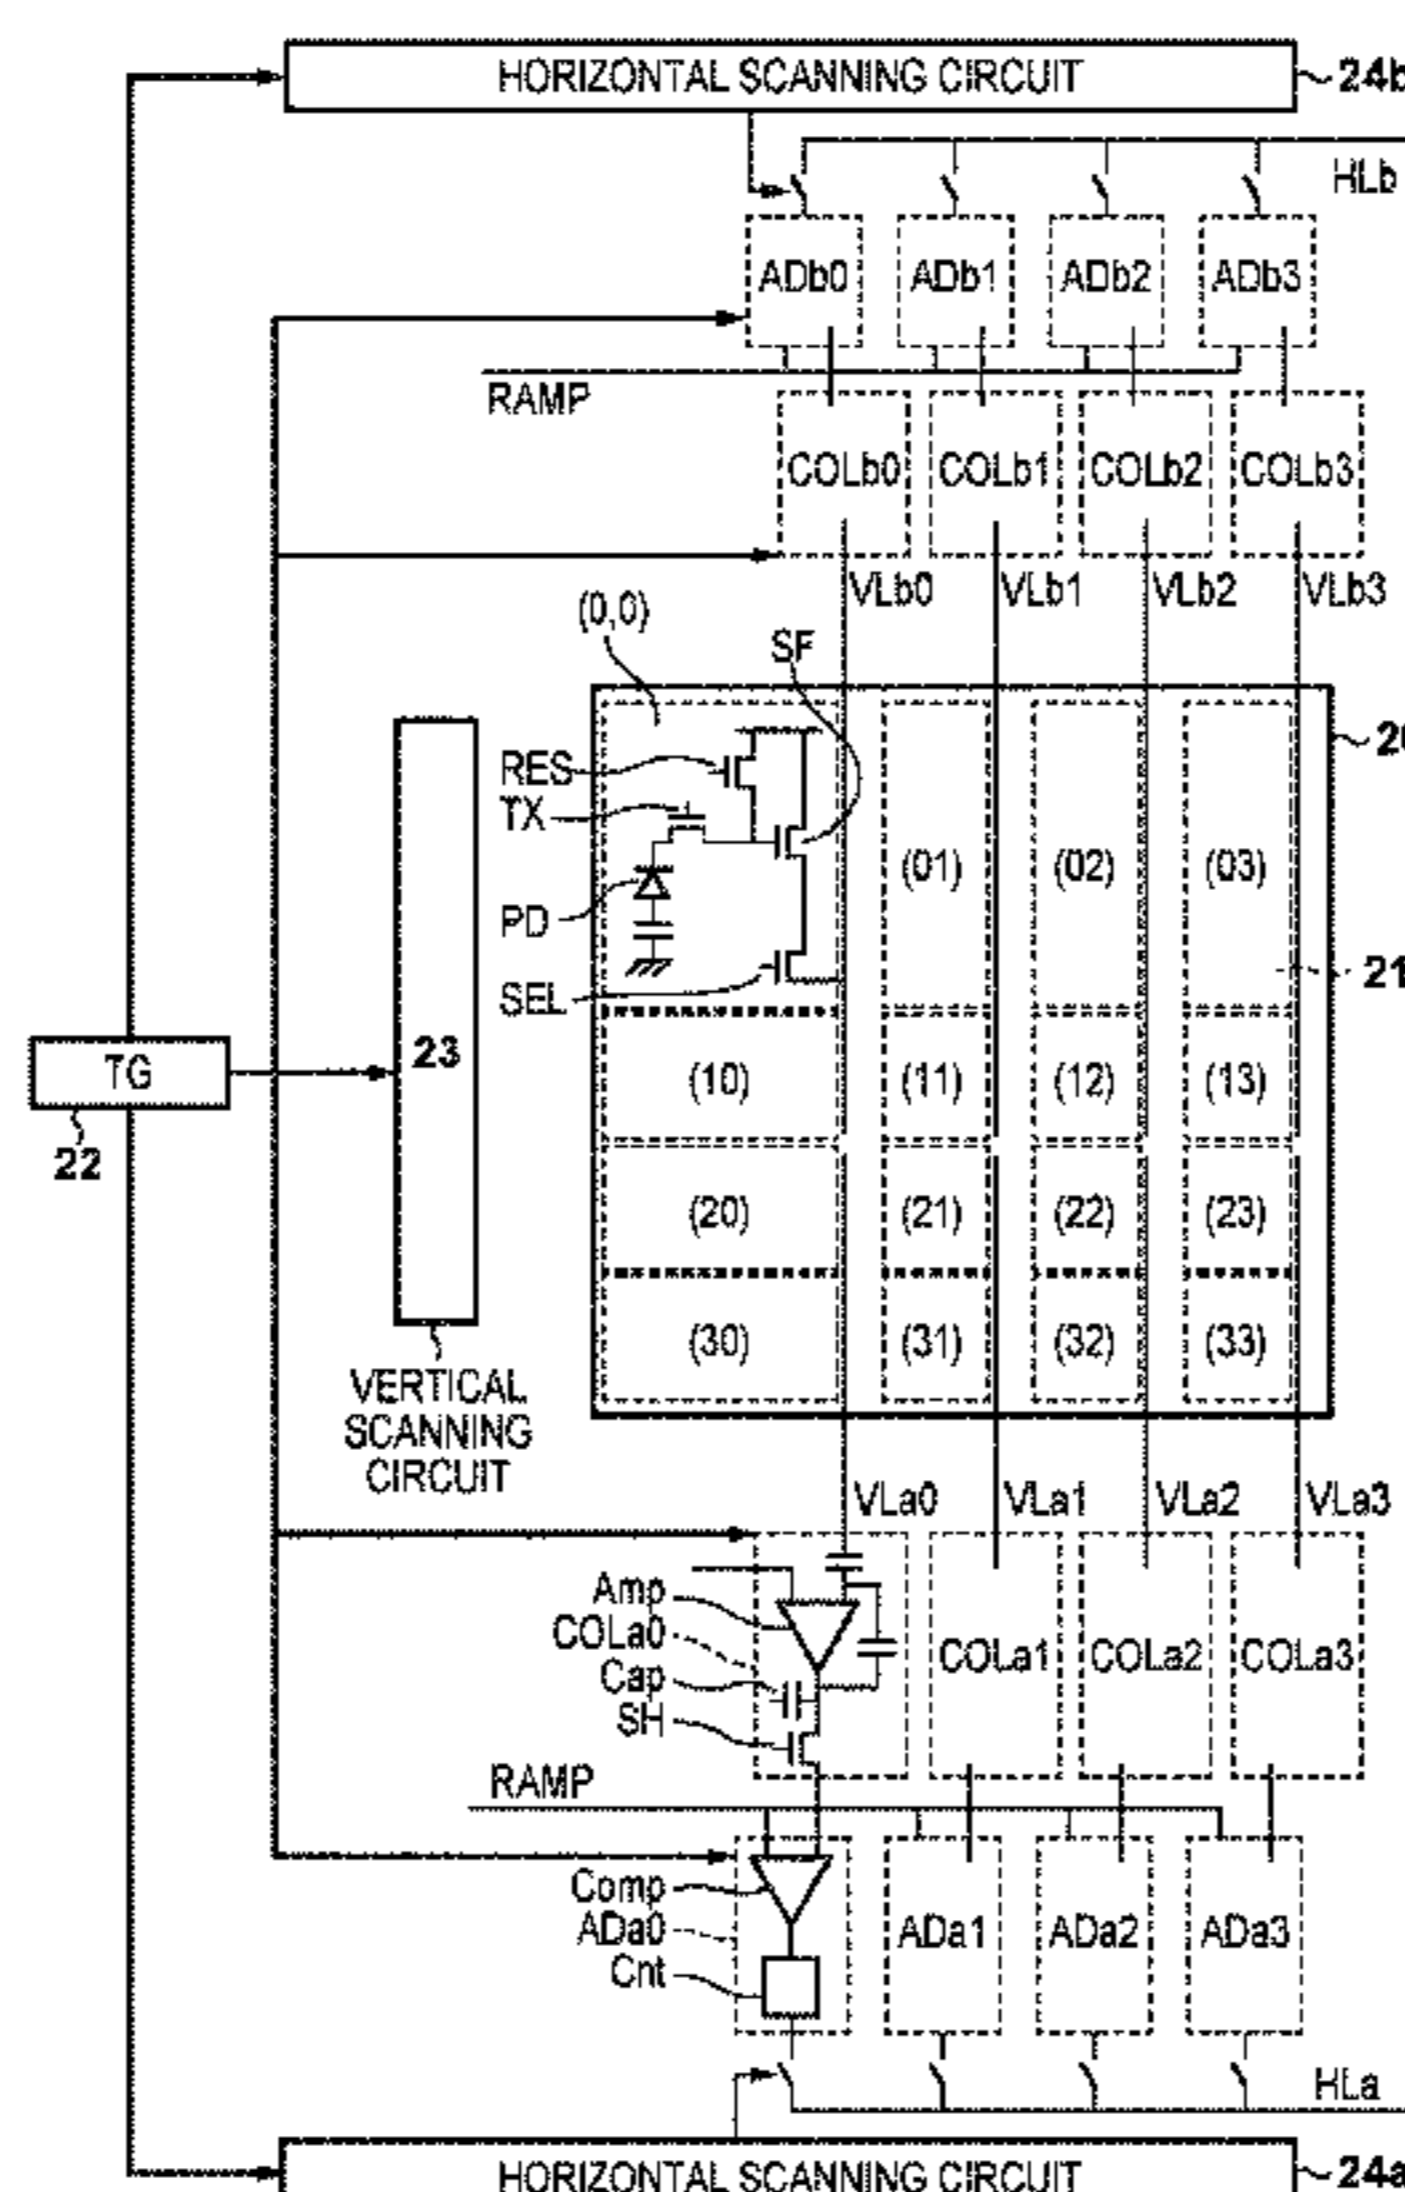 HORIZONTAL SCANNING CIRCUIT 24b
HLb
ADb0 ADb1 ADb2 ADb3
RAMP
COLb0 COLb1 COLb2 COLb3
VLb0 VLb1 VLb2 VLb3
(0,0)
SF
20
RES
TX
(01) (02) (03)
PD
21
SEL
TG
22
23
(10) (11) (12) (13)
(20) (21) (22) (23)
(30) (31) (32) (33)
VERTICAL
SCANNING
CIRCUIT
VLa0 VLa1 VLa2 VLa3
Amp
COLa0
COLa1 COLa2 COLa3
Cap
SH
RAMP
Comp
ADa0
ADa1 ADa2 ADa3
Cnt
HLa
HORIZONTAL SCANNING CIRCUIT 24a